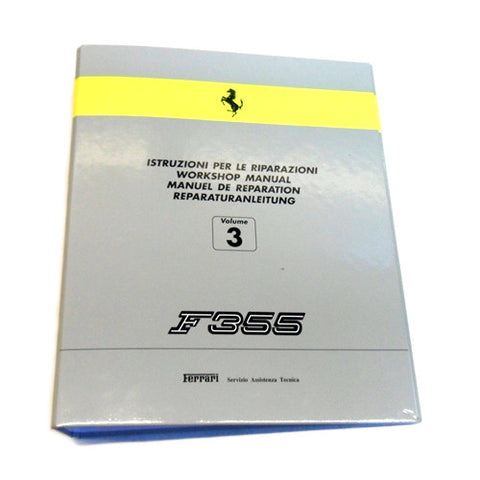 ISTRUZIONI PER LE RIPARAZIONI
WORKSHOP MANUAL
MANUEL DE REPARATION
REPARATURANLEITUNG
Volume
3
F355
Ferrari Servizio Assistenza Tecnica